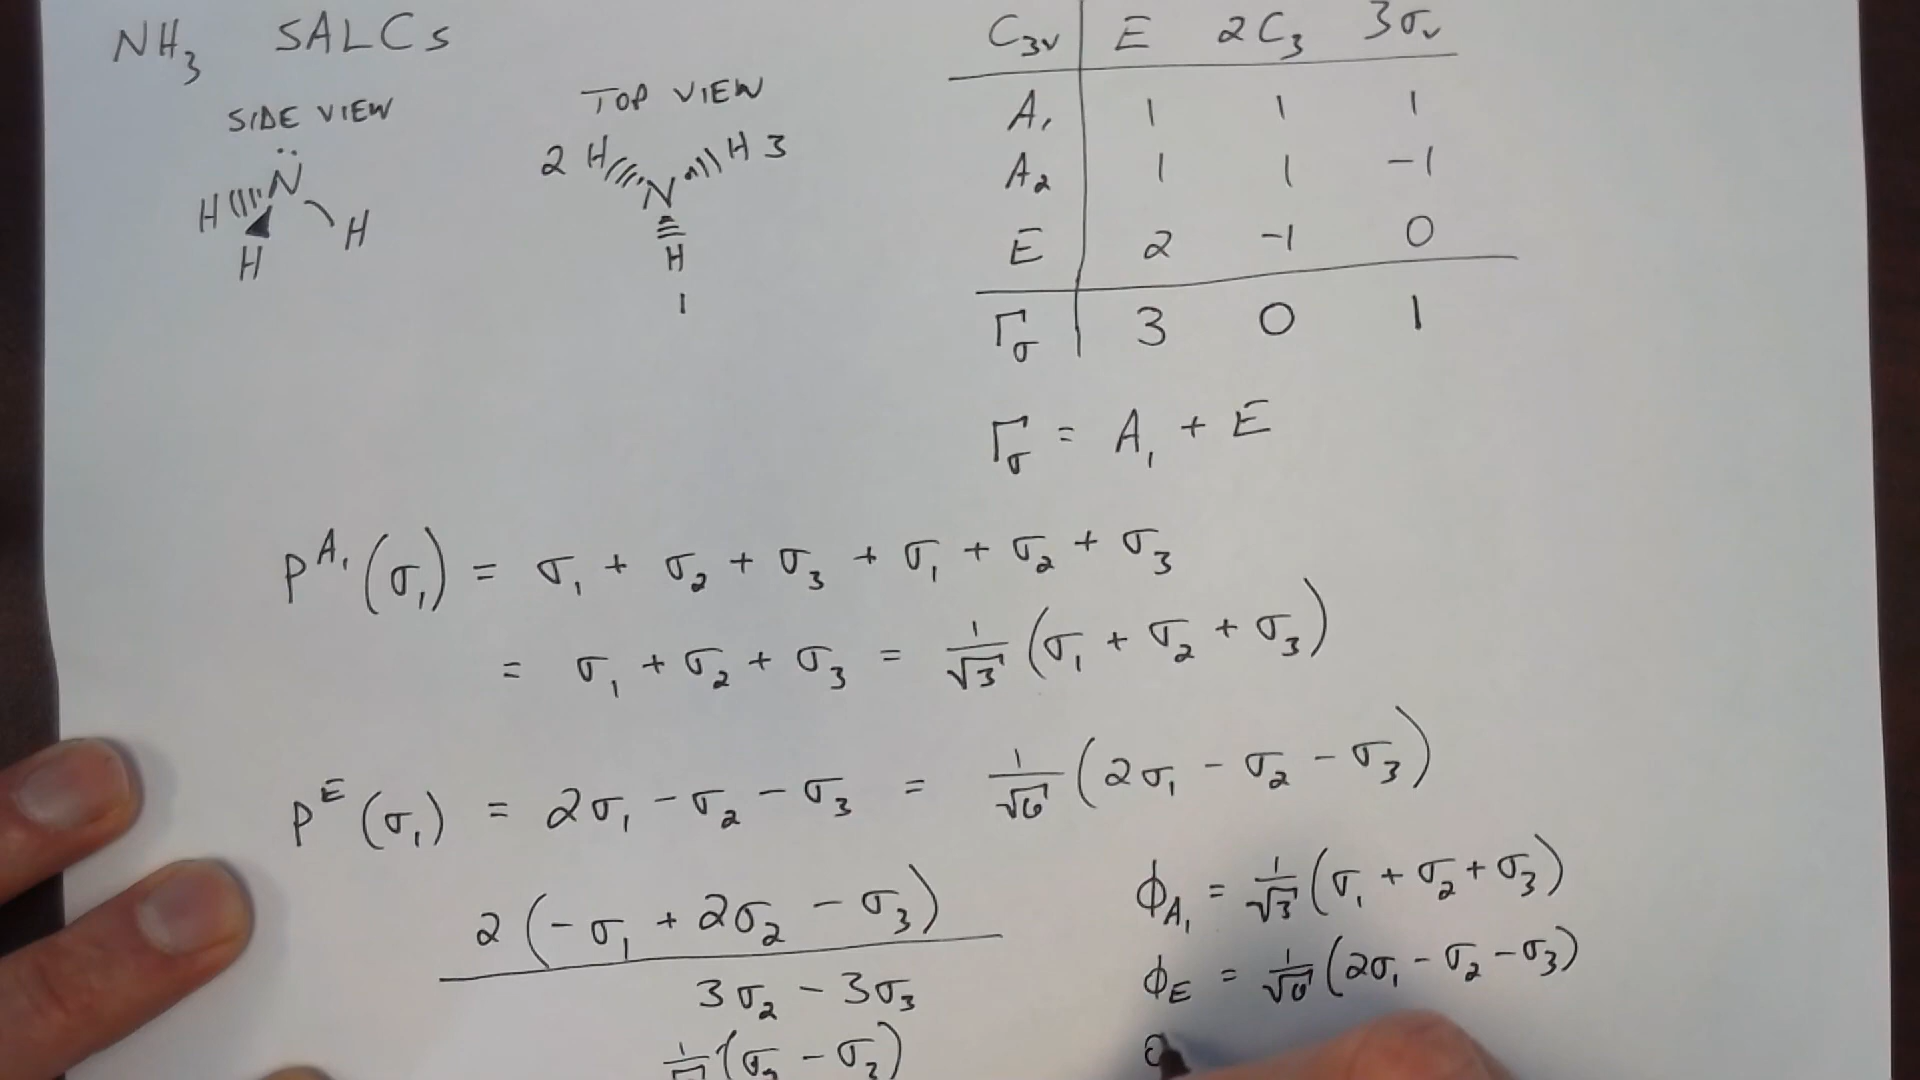 NH₃ SALCs
SIDE VIEW
N
H
H
H
TOP VIEW
2 H
H 3
N
H
1
C₃ᵥ E 2C₃ 3σᵥ
A₁ 1 1 1
A₂ 1 1 -1
E 2 -1 0
Γσ 3 0 1
Γσ = A₁ + E
P^A₁ (σ₁) = σ₁ + σ₂ + σ₃ + σ₁ + σ₂ + σ₃
= σ₁ + σ₂ + σ₃ = 1/√3 (σ₁ + σ₂ + σ₃)
P^E (σ₁) = 2σ₁ - σ₂ - σ₃ = 1/√6 (2σ₁ - σ₂ - σ₃)
2 (-σ₁ + 2σ₂ - σ₃)
3σ₂ - 3σ₃
(σ₂ - σ₃)
ϕA₁ = 1/√3 (σ₁ + σ₂ + σ₃)
ϕE = 1/√6 (2σ₁ - σ₂ - σ₃)